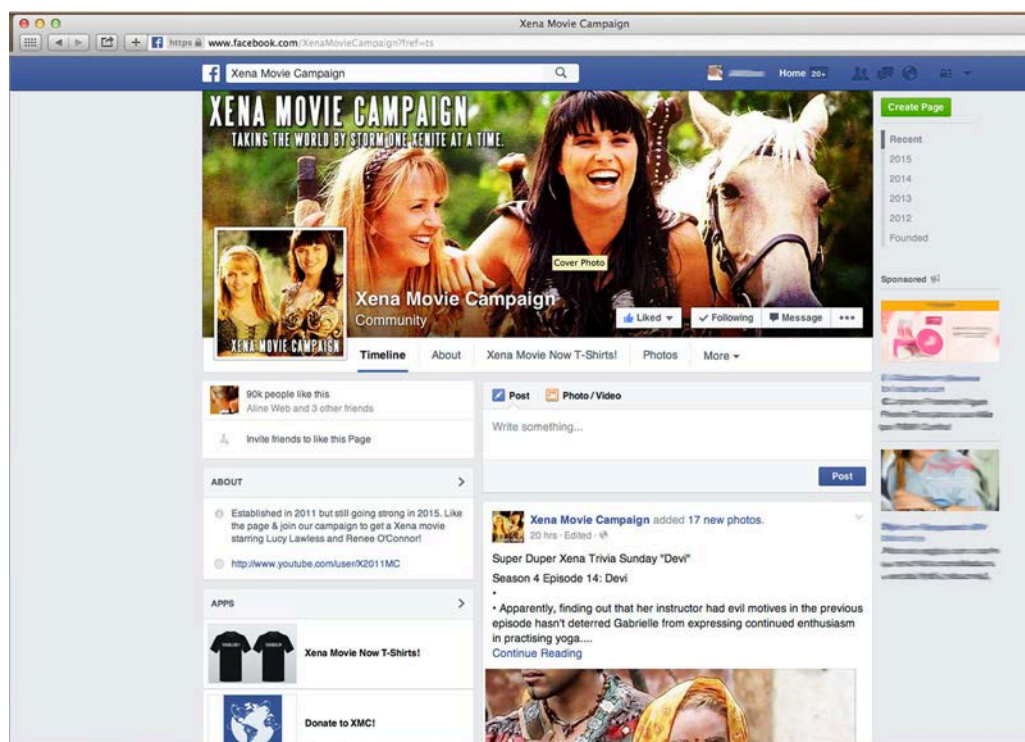 Xena Movie Campaign
https www.facebook.com/XenaMovieCampaign?fref=ts
Xena Movie Campaign
Home 20+
XENA MOVIE CAMPAIGN
TAKING THE WORLD BY STORM ONE XENITE AT A TIME.
Create Page
Recent
2015
2014
2013
2012
Founded
Cover Photo
XENA MOVIE CAMPAIGN
Xena Movie Campaign
Community
Liked
Following
Message
Sponsored
Timeline
About
Xena Movie Now T-Shirts!
Photos
More
90k people like this
Aline Web and 3 other friends
Invite friends to like this Page
ABOUT
Established in 2011 but still going strong in 2015. Like
the page & join our campaign to get a Xena movie
starring Lucy Lawless and Renee O'Connor!
http://www.youtube.com/user/X2011MC
APPS
Xena Movie Now T-Shirts!
Donate to XMC!
Post
Photo / Video
Write something...
Post
Xena Movie Campaign added 17 new photos.
20 hrs · Edited ·
Super Duper Xena Trivia Sunday "Devi"
Season 4 Episode 14: Devi
•
• Apparently, finding out that her instructor had evil motives in the previous
episode hasn't deterred Gabrielle from expressing continued enthusiasm
in practising yoga....
Continue Reading